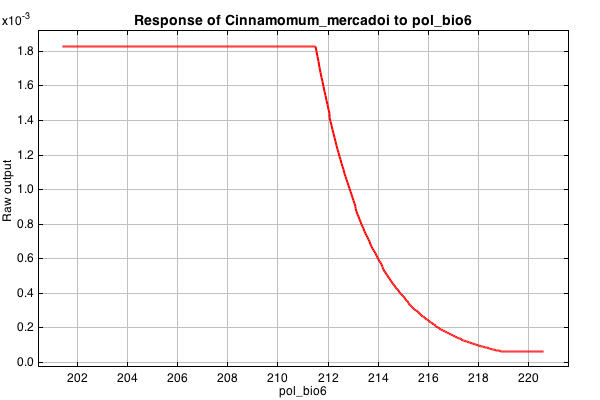 Response of Cinnamomum_mercadoi to pol_bio6
x10-3
1.8
1.6
1.4
1.2
1.0
0.8
0.6
0.4
0.2
0.0
Raw output
202 204 206 208 210 212 214 216 218 220
pol_bio6